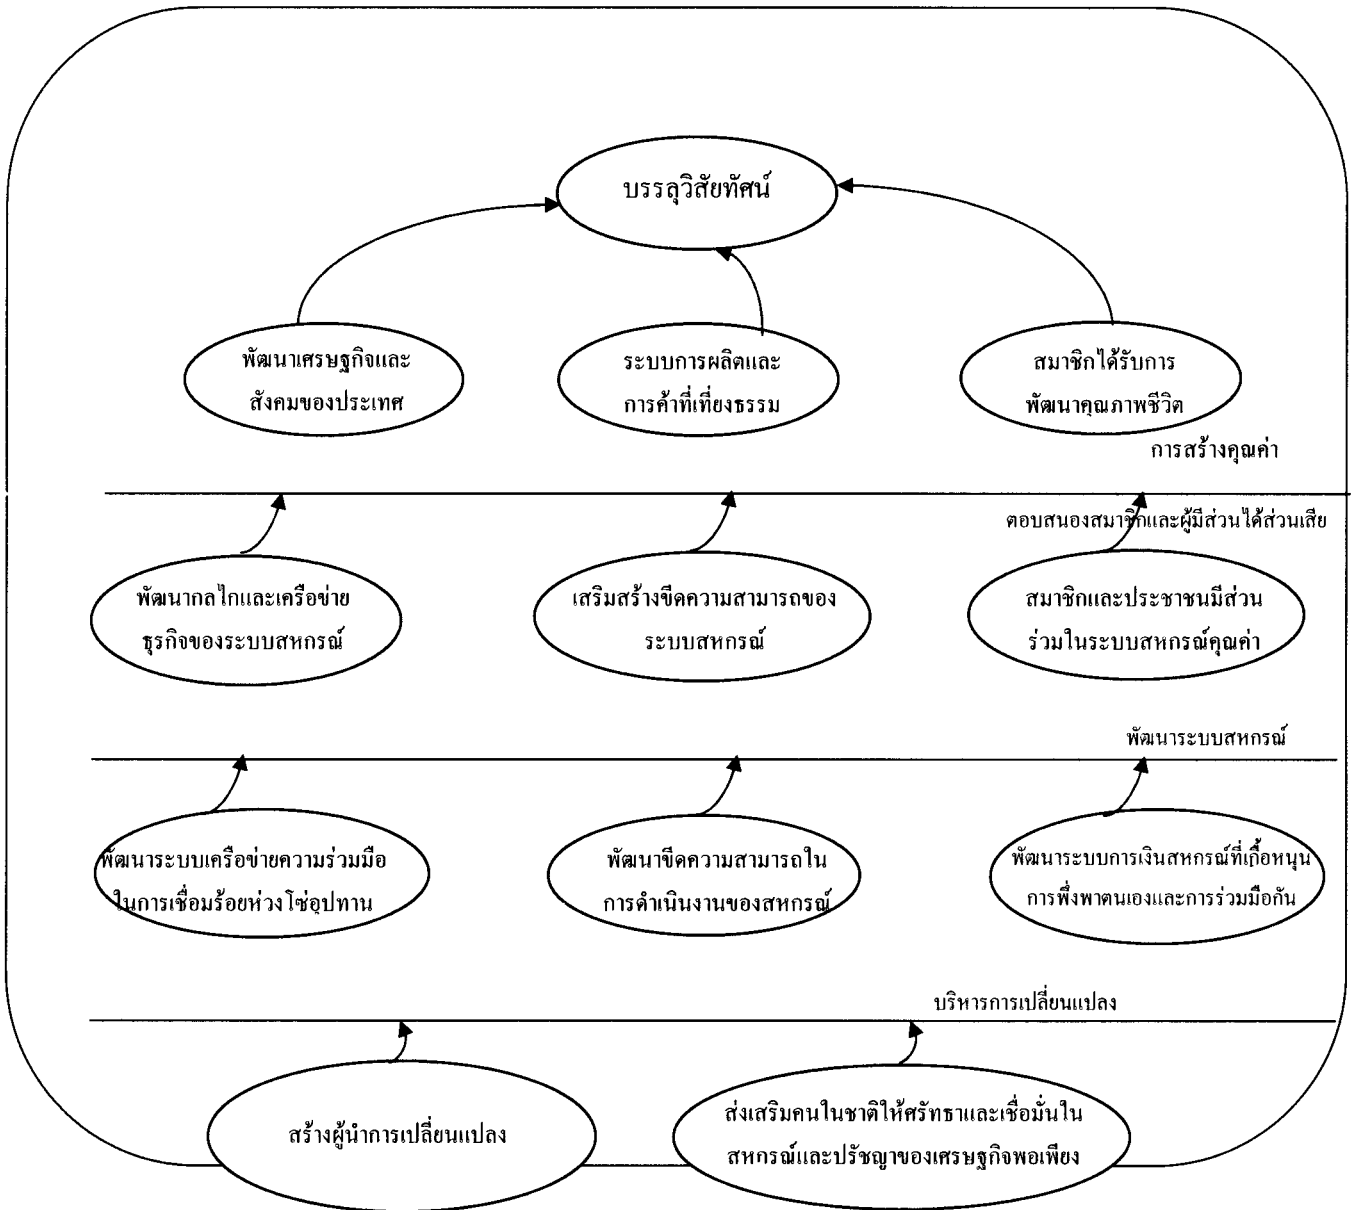 บรรลุวิสัยทัศน์
พัฒนาเศรษฐกิจและ
สังคมของประเทศ
ระบบการผลิตและ
การค้าที่เที่ยงธรรม
สมาชิกได้รับการ
พัฒนาคุณภาพชีวิต
การสร้างคุณค่า
ตอบสนองสมาชิกและผู้มีส่วนได้ส่วนเสีย
พัฒนากลไกและเครือข่าย
ธุรกิจของระบบสหกรณ์
เสริมสร้างขีดความสามารถของ
ระบบสหกรณ์
สมาชิกและประชาชนมีส่วน
ร่วมในระบบสหกรณ์คุณค่า
พัฒนาระบบสหกรณ์
พัฒนาระบบเครือข่ายความร่วมมือ
ในการเชื่อมร้อยห่วงโซ่อุปทาน
พัฒนาขีดความสามารถใน
การดำเนินงานของสหกรณ์
พัฒนาระบบการเงินสหกรณ์ที่เกื้อหนุน
การพึ่งพาตนเองและการร่วมมือกัน
บริหารการเปลี่ยนแปลง
สร้างผู้นำการเปลี่ยนแปลง
ส่งเสริมคนในชาติให้ศรัทธาและเชื่อมั่นใน
สหกรณ์และปรัชญาของเศรษฐกิจพอเพียง